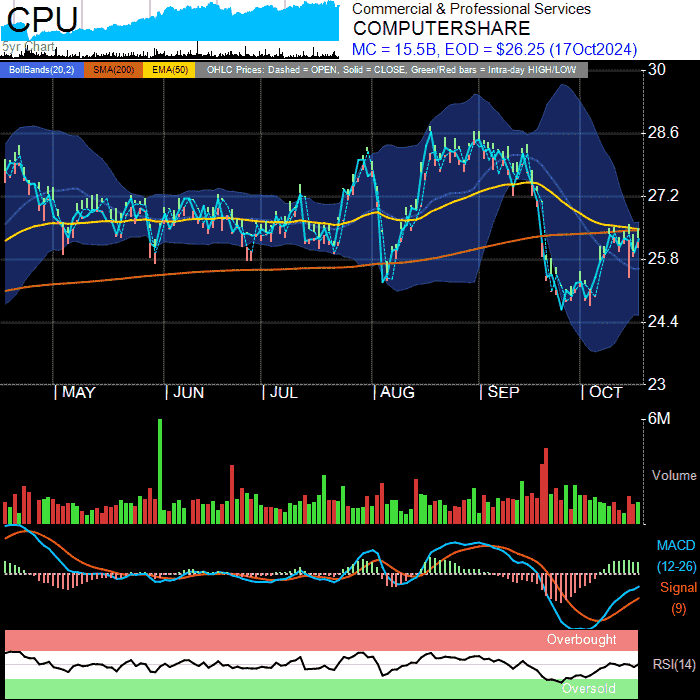 CPU
5yr Chart
Commercial & Professional Services
COMPUTERSHARE
MC = 15.5B, EOD = $26.25 (17Oct2024)
BollBands(20,2) SMA(200) EMA(50) OHLC Prices: Dashed = OPEN, Solid = CLOSE, Green/Red bars = Intra-day HIGH/LOW
30
28.6
27.2
25.8
24.4
23
| MAY | JUN | JUL | AUG | SEP | OCT
6M
Volume
MACD
(12-26)
Signal
(9)
Overbought
RSI(14)
Oversold